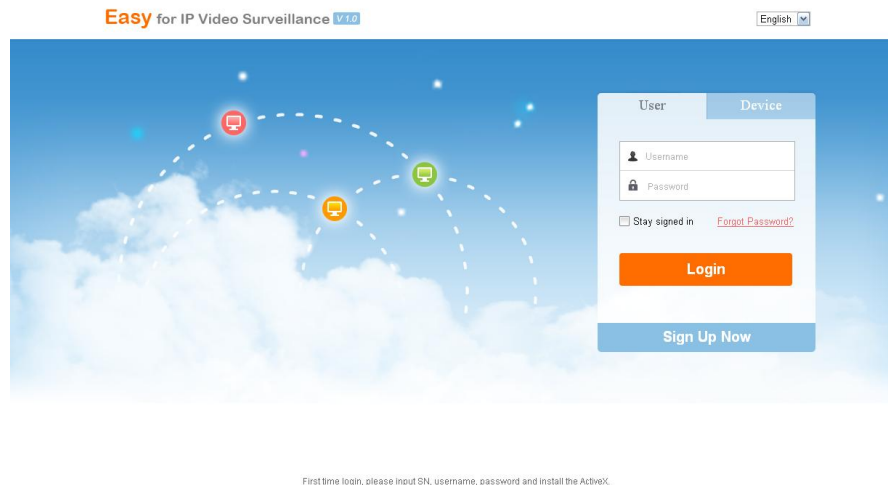 Easy for IP Video Surveillance V 1.0
English
User Device
Username
Password
Stay signed in Forgot Password?
Login
Sign Up Now
First time login, please input SN, username, password and install the ActiveX.